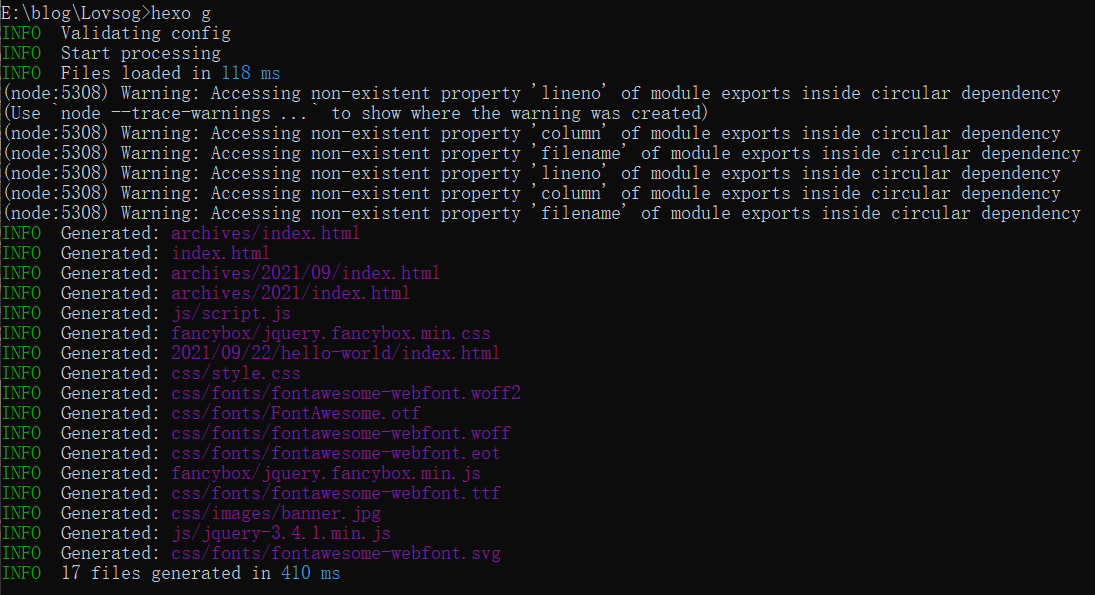 E:\blog\Lovsog>hexo g
INFO  Validating config
INFO  Start processing
INFO  Files loaded in 118 ms
(node:5308) Warning: Accessing non-existent property 'lineno' of module exports inside circular dependency
(Use `node --trace-warnings ...` to show where the warning was created)
(node:5308) Warning: Accessing non-existent property 'column' of module exports inside circular dependency
(node:5308) Warning: Accessing non-existent property 'filename' of module exports inside circular dependency
(node:5308) Warning: Accessing non-existent property 'lineno' of module exports inside circular dependency
(node:5308) Warning: Accessing non-existent property 'column' of module exports inside circular dependency
(node:5308) Warning: Accessing non-existent property 'filename' of module exports inside circular dependency
INFO  Generated: archives/index.html
INFO  Generated: index.html
INFO  Generated: archives/2021/09/index.html
INFO  Generated: archives/2021/index.html
INFO  Generated: js/script.js
INFO  Generated: fancybox/jquery.fancybox.min.css
INFO  Generated: 2021/09/22/hello-world/index.html
INFO  Generated: css/style.css
INFO  Generated: css/fonts/fontawesome-webfont.woff2
INFO  Generated: css/fonts/FontAwesome.otf
INFO  Generated: css/fonts/fontawesome-webfont.woff
INFO  Generated: css/fonts/fontawesome-webfont.eot
INFO  Generated: fancybox/jquery.fancybox.min.js
INFO  Generated: css/fonts/fontawesome-webfont.ttf
INFO  Generated: css/images/banner.jpg
INFO  Generated: js/jquery-3.4.1.min.js
INFO  Generated: css/fonts/fontawesome-webfont.svg
INFO  17 files generated in 410 ms